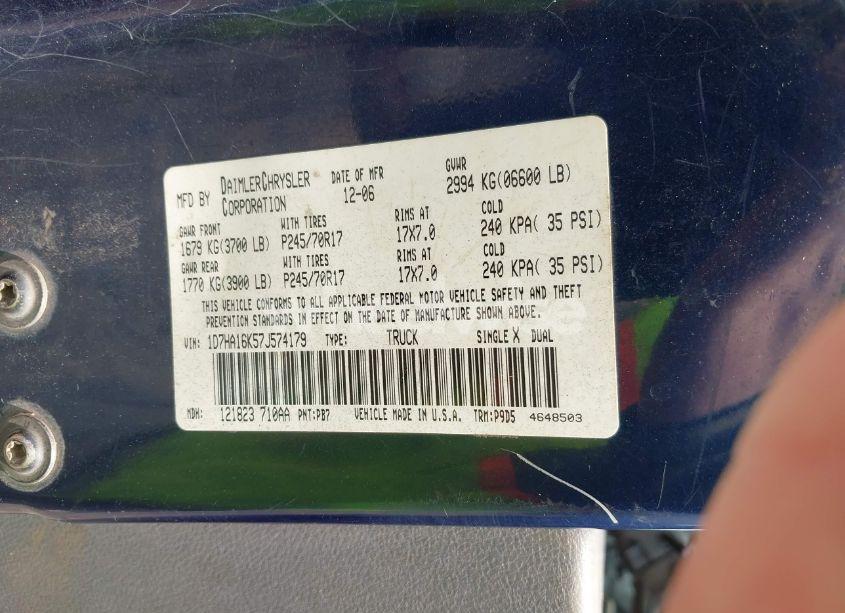 MFD BY DAIMLERCHRYSLER CORPORATION DATE OF MFR 12-06 GVWR 2994 KG(06600 LB)
GAWR FRONT WITH TIRES RIMS AT COLD
1679 KG(3700 LB) P245/70R17 17X7.0 240 KPA( 35 PSI)
GAWR REAR WITH TIRES RIMS AT COLD
1770 KG(3900 LB) P245/70R17 17X7.0 240 KPA( 35 PSI)
THIS VEHICLE CONFORMS TO ALL APPLICABLE FEDERAL MOTOR VEHICLE SAFETY AND THEFT
PREVENTION STANDARDS IN EFFECT ON THE DATE OF MANUFACTURE SHOWN ABOVE.
VIN: 1D7HA16K57J574179 TYPE: TRUCK SINGLE X DUAL
MDH: 121823 710AA PNT:PB7 VEHICLE MADE IN U.S.A. TRM:P9D5 4648503